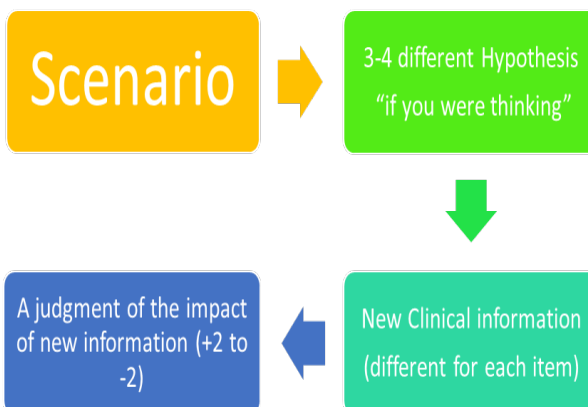 Scenario
3-4 different Hypothesis
“if you were thinking”
New Clinical information
(different for each item)
A judgment of the impact
of new information (+2 to
-2)